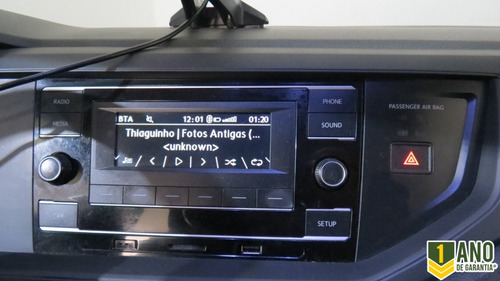 RADIO
PHONE
PASSENGER AIR BAG
BTA 12:01 01:20
MEDIA
SOUND
Thiaguinho | Fotos Antigas (...
<unknown>
SETUP
1 ANO
DE GARANTIA*